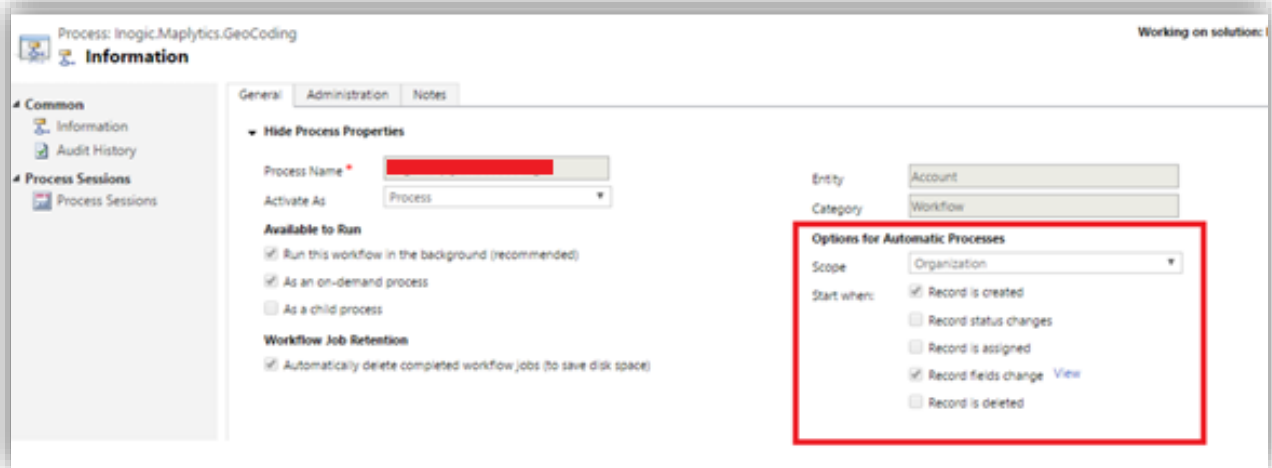 Process: Inogic.Maplytics.GeoCoding
Working on solution:
Information
Common
Information
Audit History
Process Sessions
Process Sessions
General Administration Notes
Hide Process Properties
Process Name *
Activate As Process
Available to Run
Run this workflow in the background (recommended)
As an on-demand process
As a child process
Workflow Job Retention
Automatically delete completed workflow jobs (to save disk space)
Entity Account
Category Workflow
Options for Automatic Processes
Scope Organization
Start when: Record is created
Record status changes
Record is assigned
Record fields change View
Record is deleted